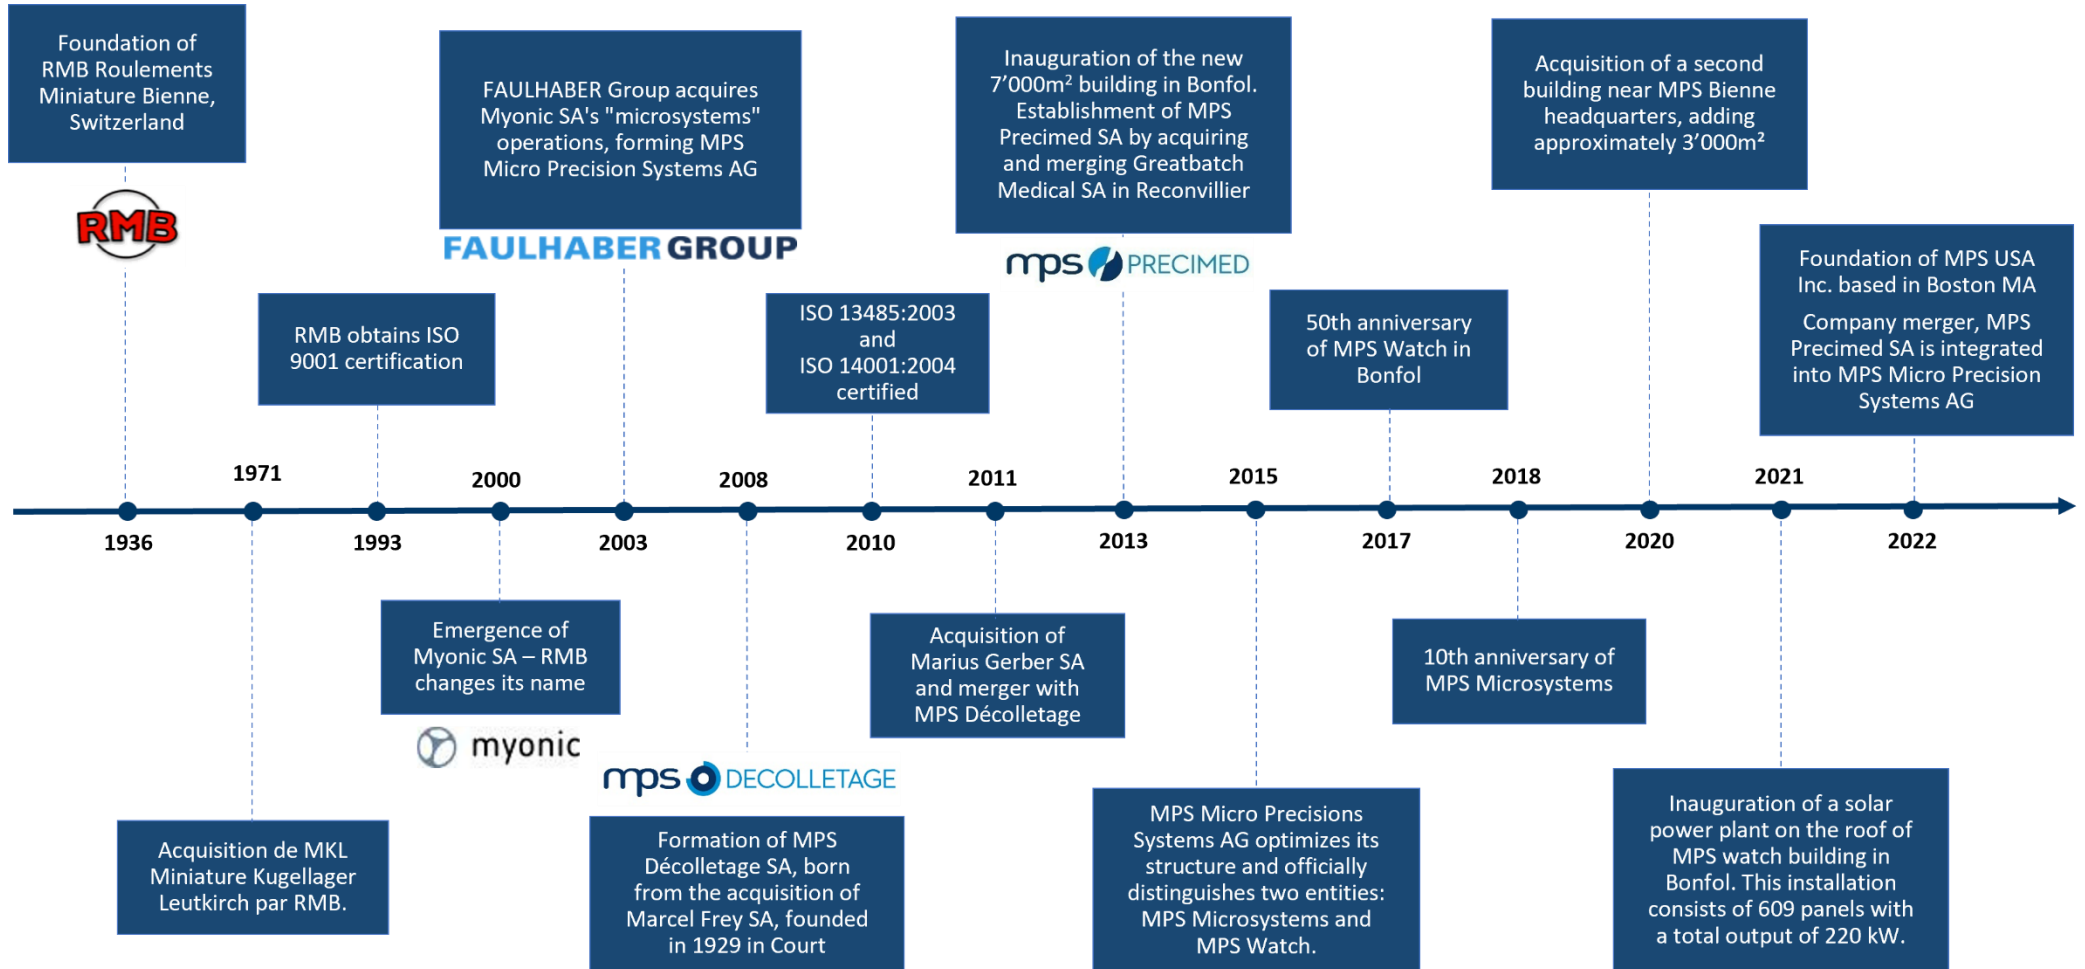 Foundation of
RMB Roulements
Miniature Bienne,
Switzerland
RMB
FAULHABER Group acquires
Myonic SA's "microsystems"
operations, forming MPS
Micro Precision Systems AG
FAULHABER GROUP
Inauguration of the new
7’000m² building in Bonfol.
Establishment of MPS
Precimed SA by acquiring
and merging Greatbatch
Medical SA in Reconvillier
mps PRECIMED
Acquisition of a second
building near MPS Bienne
headquarters, adding
approximately 3’000m²
RMB obtains ISO
9001 certification
ISO 13485:2003
and
ISO 14001:2004
certified
50th anniversary
of MPS Watch in
Bonfol
Foundation of MPS USA
Inc. based in Boston MA
Company merger, MPS
Precimed SA is integrated
into MPS Micro Precision
Systems AG
1971
2000
2008
2011
2015
2018
2021
1936
1993
2003
2010
2013
2017
2020
2022
Emergence of
Myonic SA – RMB
changes its name
myonic
Acquisition of
Marius Gerber SA
and merger with
MPS Décolletage
10th anniversary of
MPS Microsystems
Acquisition de MKL
Miniature Kugellager
Leutkirch par RMB.
mps DECOLLETAGE
Formation of MPS
Décolletage SA, born
from the acquisition of
Marcel Frey SA, founded
in 1929 in Court
MPS Micro Precisions
Systems AG optimizes its
structure and officially
distinguishes two entities:
MPS Microsystems and
MPS Watch.
Inauguration of a solar
power plant on the roof of
MPS watch building in
Bonfol. This installation
consists of 609 panels with
a total output of 220 kW.